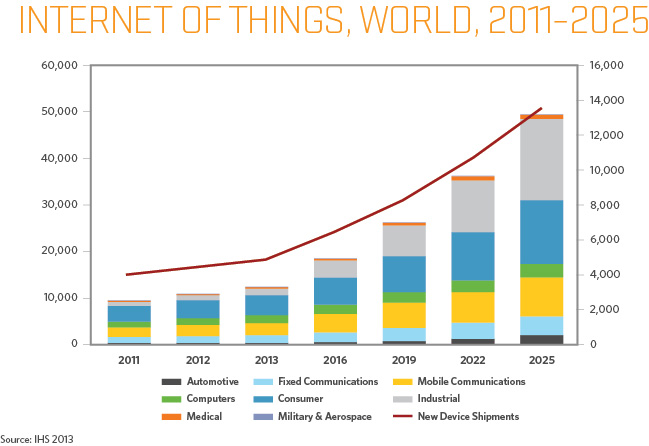 INTERNET OF THINGS, WORLD, 2011–2025
60,000 16,000
50,000 14,000
40,000 12,000
30,000 10,000
20,000 8,000
10,000 6,000
0 4,000
2,000
0
2011 2012 2013 2016 2019 2022 2025
Automotive Fixed Communications Mobile Communications
Computers Consumer Industrial
Medical Military & Aerospace New Device Shipments
Source: IHS 2013